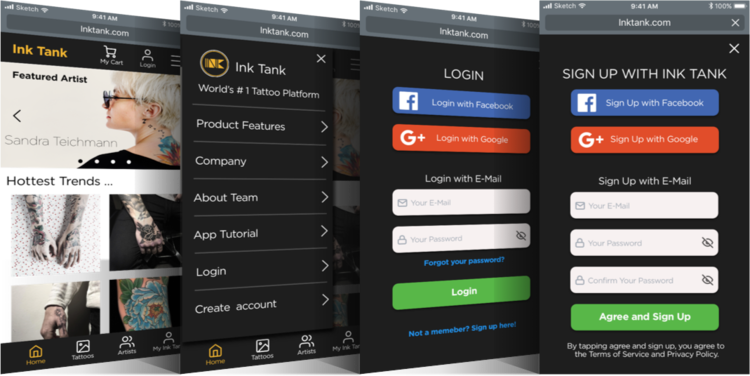 Sketch
9:41 AM
Inktank.com
Ink Tank
My Cart
Login
Featured Artist
Sandra Teichmann
Hottest Trends ...
Home
Tattoos
Artists
My Ink Ta
Sketch
9:41 AM
Inktank.com
INK
Ink Tank
World's # 1 Tattoo Platform
Product Features
Company
About Team
App Tutorial
Login
Create account
Home
Tattoos
Artists
My Ink T
Sketch
9:41 AM
Inktank.com
LOGIN
Login with Facebook
G+ Login with Google
Login with E-Mail
Your E-Mail
Your Password
Forgot your password?
Login
Not a memeber? Sign up here!
Sketch
9:41 AM
100%
Inktank.com
SIGN UP WITH INK TANK
Sign Up with Facebook
G+ Sign Up with Google
Sign Up with E-Mail
Your E-Mail
Your Password
Confirm Your Password
Agree and Sign Up
By tapping agree and sign up, you agree to
the Terms of Service and Privacy Policy.